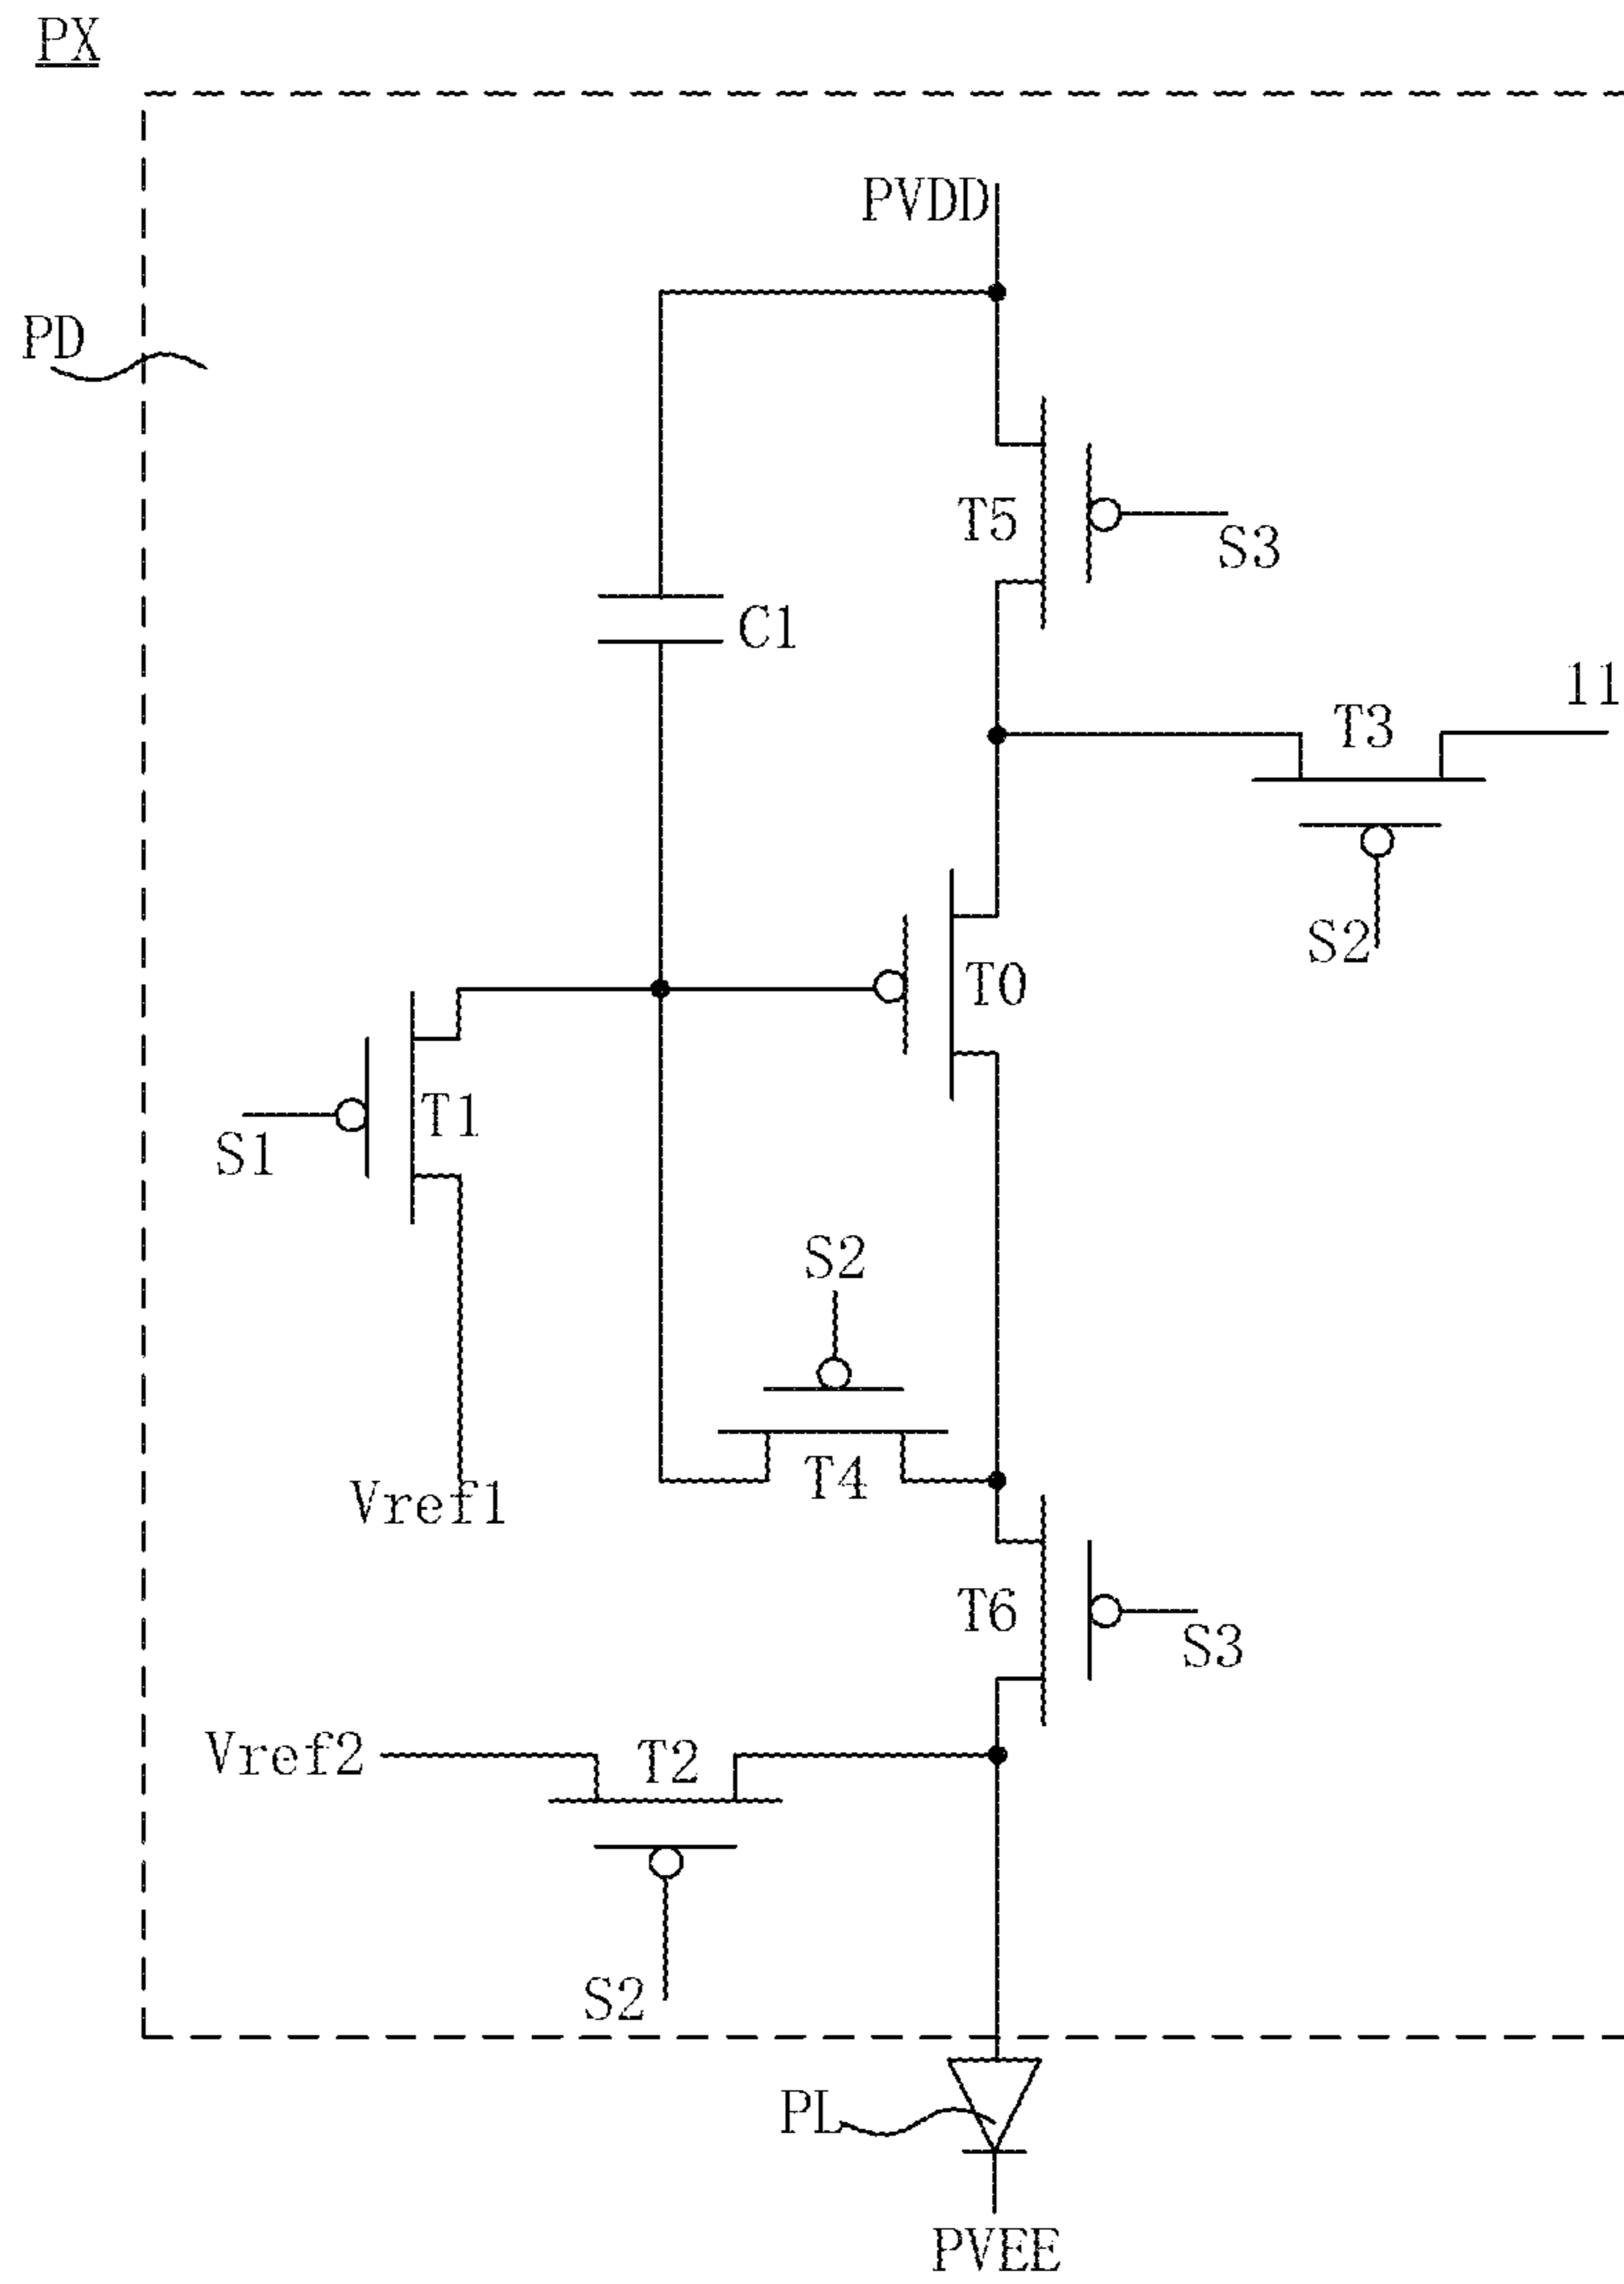 PX
PVDD
PD
T5
S3
C1
11
T3
S2
T0
T1
S1
S2
T4
Vref1
T6
S3
Vref2
T2
S2
PL
PVEE